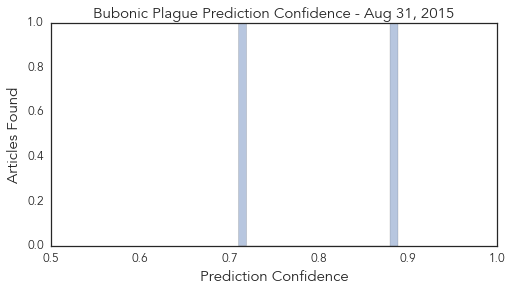 Bubonic Plague Prediction Confidence - Aug 31, 2015
Articles Found
1.0
0.8
0.6
0.4
0.2
0.0
0.5 0.6 0.7 0.8 0.9 1.0
Prediction Confidence